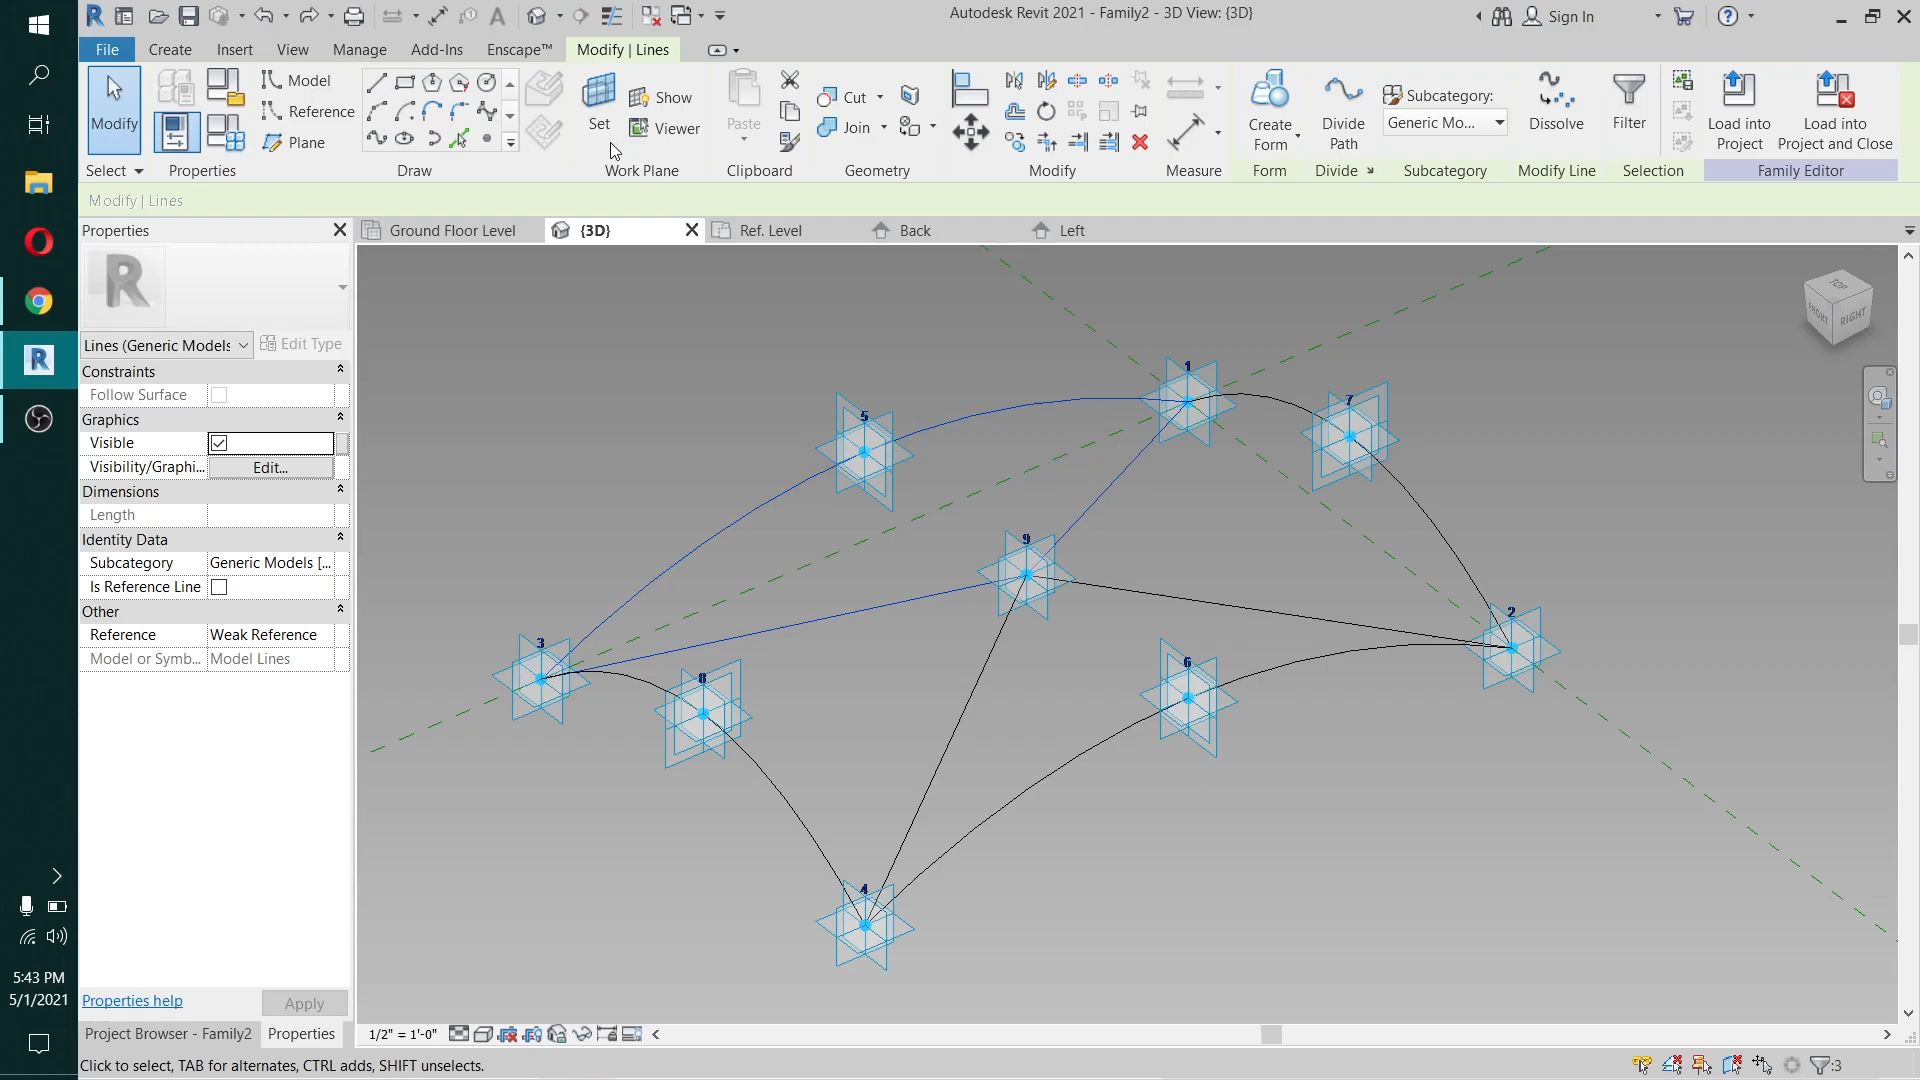 Autodesk Revit 2021 - Family2 - 3D View: {3D}
Sign In
File
Create
Insert
View
Manage
Add-Ins
Enscape™
Modify | Lines
Modify
Model
Reference
Plane
Set
Show
Viewer
Paste
Cut
Join
Create Form
Divide Path
Subcategory:
Generic Mo...
Dissolve
Filter
Load into Project
Load into Project and Close
Select
Properties
Draw
Work Plane
Clipboard
Geometry
Modify
Measure
Form
Divide
Subcategory
Modify Line
Selection
Family Editor
Modify | Lines
Properties
Ground Floor Level
{3D}
Ref. Level
Back
Left
R
Lines (Generic Models
Edit Type
Constraints
Follow Surface
Graphics
Visible
Visibility/Graphi... Edit...
Dimensions
Length
Identity Data
Subcategory Generic Models [...
Is Reference Line
Other
Reference Weak Reference
Model or Symb... Model Lines
TOP
FRONT
RIGHT
1
7
5
9
2
3
6
8
4
Properties help
Apply
Project Browser - Family2
Properties
1/2" = 1'-0"
Click to select, TAB for alternates, CTRL adds, SHIFT unselects.
:3
5:43 PM
5/1/2021